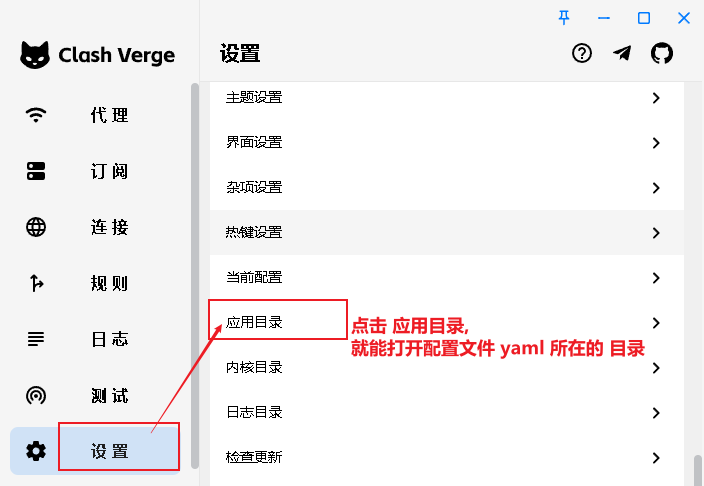 Clash Verge
代理
订阅
连接
规则
日志
测试
设置
设置
主题设置
界面设置
杂项设置
热键设置
当前配置
应用目录
内核目录
日志目录
检查更新
点击 应用目录,
就能打开配置文件 yaml 所在的 目录